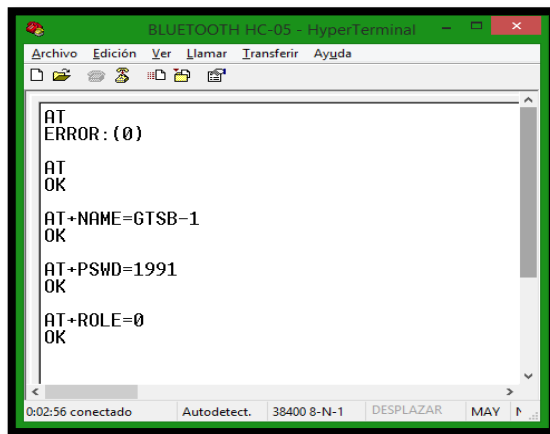 BLUETOOTH HC-05 - HyperTerminal
Archivo Edición Ver Llamar Transferir Ayuda
AT
ERROR:(0)
AT
OK
AT+NAME=GTSB-1
OK
AT+PSWD=1991
OK
AT+ROLE=0
OK
0:02:56 conectado Autodetect. 38400 8-N-1 DESPLAZAR MAY